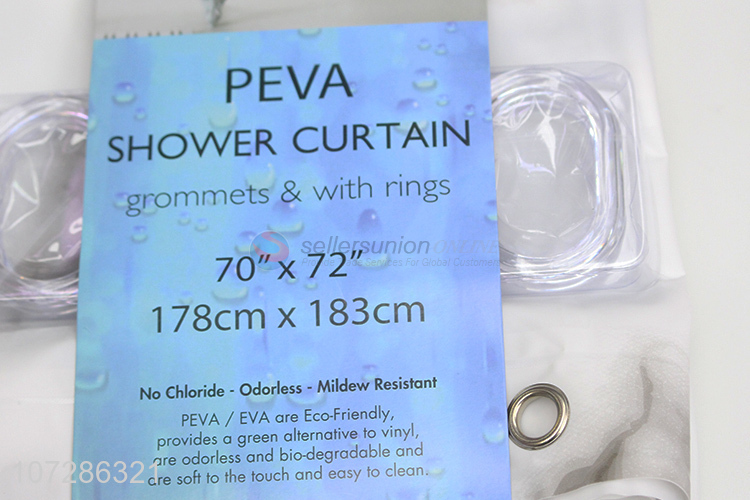 PEVA
SHOWER CURTAIN
grommets & with rings
sellersunion ONLINE
70" x 72"
178cm x 183cm
No Chloride - Odorless - Mildew Resistant
PEVA / EVA are Eco-Friendly,
provides a green alternative to vinyl,
are odorless and bio-degradable and
are soft to the touch and easy to clean.
107286321